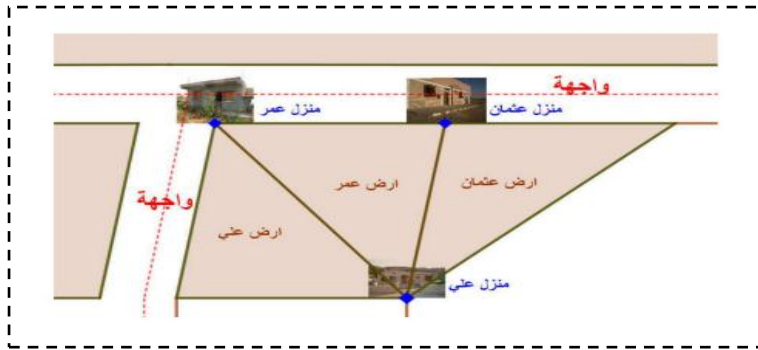 واجهة
منزل عمر
منزل عثمان
ارض عمر
ارض عثمان
واجهة
ارض علي
منزل علي